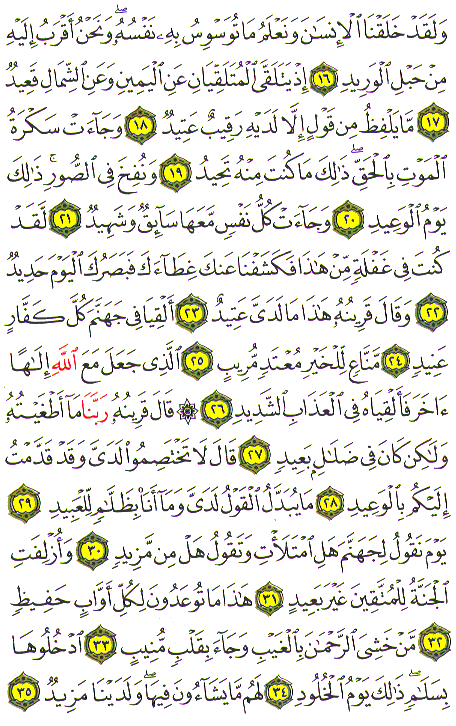 وَلَقَدْ خَلَقْنَا ٱلْإِنسَٰنَ وَنَعْلَمُ مَا تُوَسْوِسُ بِهِۦ نَفْسُهُۥۖ وَنَحْنُ أَقْرَبُ إِلَيْهِ
مِنْ حَبْلِ ٱلْوَرِيدِ ١٦ إِذْ يَتَلَقَّى ٱلْمُتَلَقِّيَانِ عَنِ ٱلْيَمِينِ وَعَنِ ٱلشِّمَالِ قَعِيدٌ
١٧ مَّا يَلْفِظُ مِن قَوْلٍ إِلَّا لَدَيْهِ رَقِيبٌ عَتِيدٌ ١٨ وَجَآءَتْ سَكْرَةُ
ٱلْمَوْتِ بِٱلْحَقِّۖ ذَٰلِكَ مَا كُنتَ مِنْهُ تَحِيدُ ١٩ وَنُفِخَ فِى ٱلصُّورِۚ ذَٰلِكَ
يَوْمُ ٱلْوَعِيدِ ٢٠ وَجَآءَتْ كُلُّ نَفْسٍ مَّعَهَا سَآئِقٌ وَشَهِيدٌ ٢١ لَّقَدْ
كُنتَ فِى غَفْلَةٍ مِّنْ هَٰذَا فَكَشَفْنَا عَنكَ غِطَآءَكَ فَبَصَرُكَ ٱلْيَوْمَ حَدِيدٌ
٢٢ وَقَالَ قَرِينُهُۥ هَٰذَا مَا لَدَىَّ عَتِيدٌ ٢٣ أَلْقِيَا فِى جَهَنَّمَ كُلَّ كَفَّارٍ
عَنِيدٍ ٢٤ مَّنَّاعٍ لِّلْخَيْرِ مُعْتَدٍ مُّرِيبٍ ٢٥ ٱلَّذِى جَعَلَ مَعَ ٱللَّهِ إِلَٰهًا
ءَاخَرَ فَأَلْقِيَاهُ فِى ٱلْعَذَابِ ٱلشَّدِيدِ ٢٦ ۞ قَالَ قَرِينُهُۥ رَبَّنَا مَآ أَطْغَيْتُهُۥ
وَلَٰكِن كَانَ فِى ضَلَٰلٍۭ بَعِيدٍ ٢٧ قَالَ لَا تَخْتَصِمُوا۟ لَدَىَّ وَقَدْ قَدَّمْتُ
إِلَيْكُم بِٱلْوَعِيدِ ٢٨ مَا يُبَدَّلُ ٱلْقَوْلُ لَدَىَّ وَمَآ أَنَا۠ بِظَلَّٰمٍ لِّلْعَبِيدِ ٢٩
يَوْمَ نَقُولُ لِجَهَنَّمَ هَلِ ٱمْتَلَأْتِ وَتَقُولُ هَلْ مِن مَّزِيدٍ ٣٠ وَأُزْلِفَتِ
ٱلْجَنَّةُ لِلْمُتَّقِينَ غَيْرَ بَعِيدٍ ٣١ هَٰذَا مَا تُوعَدُونَ لِكُلِّ أَوَّابٍ حَفِيظٍ
٣٢ مَّنْ خَشِىَ ٱلرَّحْمَٰنَ بِٱلْغَيْبِ وَجَآءَ بِقَلْبٍ مُّنِيبٍ ٣٣ ٱدْخُلُوهَا
بِسَلَٰمٍۖ ذَٰلِكَ يَوْمُ ٱلْخُلُودِ ٣٤ لَهُم مَّا يَشَآءُونَ فِيهَا وَلَدَيْنَا مَزِيدٌ ٣٥